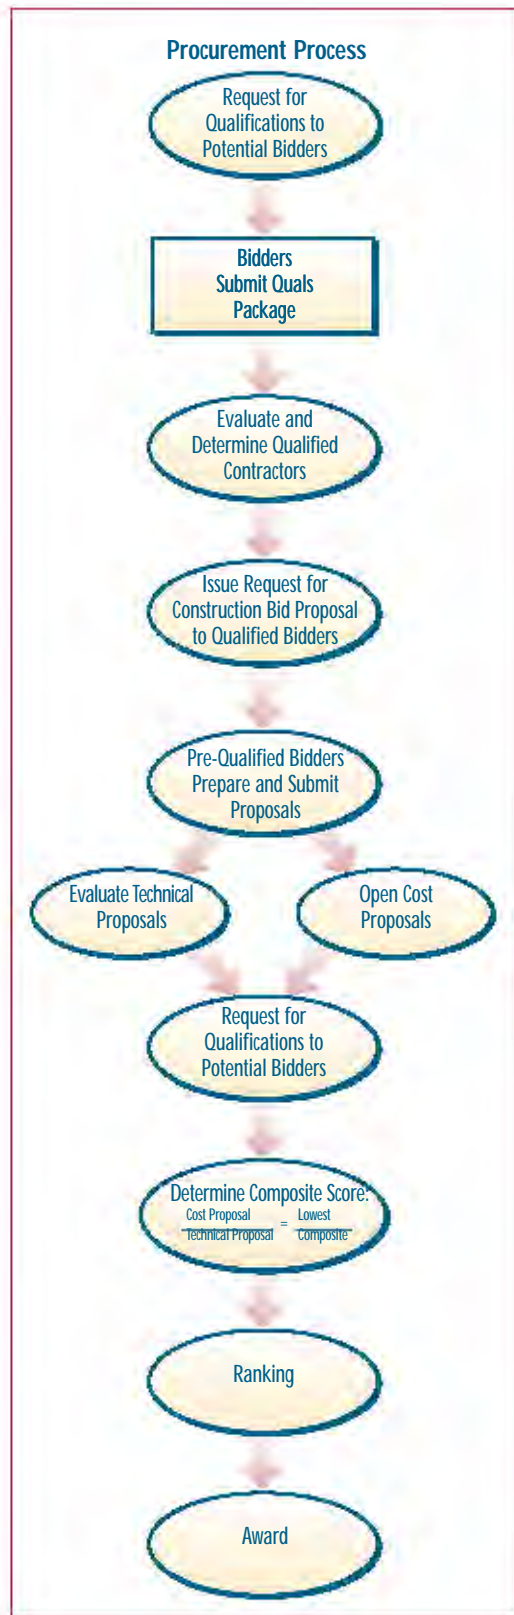 Procurement Process
Request for
Qualifications to
Potential Bidders
Bidders
Submit Quals
Package
Evaluate and
Determine Qualified
Contractors
Issue Request for
Construction Bid Proposal
to Qualified Bidders
Pre-Qualified Bidders
Prepare and Submit
Proposals
Evaluate Technical
Proposals
Open Cost
Proposals
Request for
Qualifications to
Potential Bidders
Determine Composite Score:
Cost Proposal = Lowest
Technical Proposal Composite
Ranking
Award